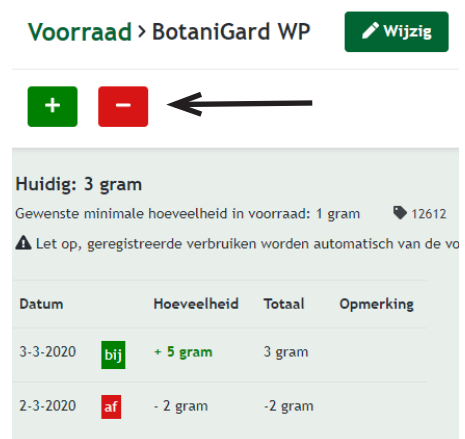 Voorraad > BotaniGard WP Wijzig
+ −
Huidig: 3 gram
Gewenste minimale hoeveelheid in voorraad: 1 gram 12612
Let op, geregistreerde verbruiken worden automatisch van de vo
Datum Hoeveelheid Totaal Opmerking
3-3-2020 bij + 5 gram 3 gram
2-3-2020 af - 2 gram -2 gram